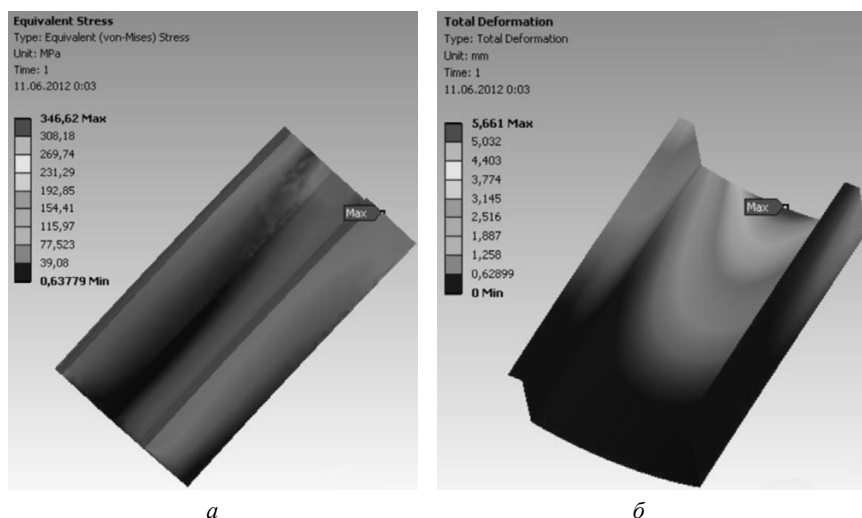 Equivalent Stress
Type: Equivalent (von-Mises) Stress
Unit: MPa
Time: 1
11.06.2012 0:03
346,62 Max
308,18
269,74
231,29
192,85
154,41
115,97
77,523
39,08
0,63779 Min
Max
а
Total Deformation
Type: Total Deformation
Unit: mm
Time: 1
11.06.2012 0:03
5,661 Max
5,032
4,403
3,774
3,145
2,516
1,887
1,258
0,62899
0 Min
Max
б